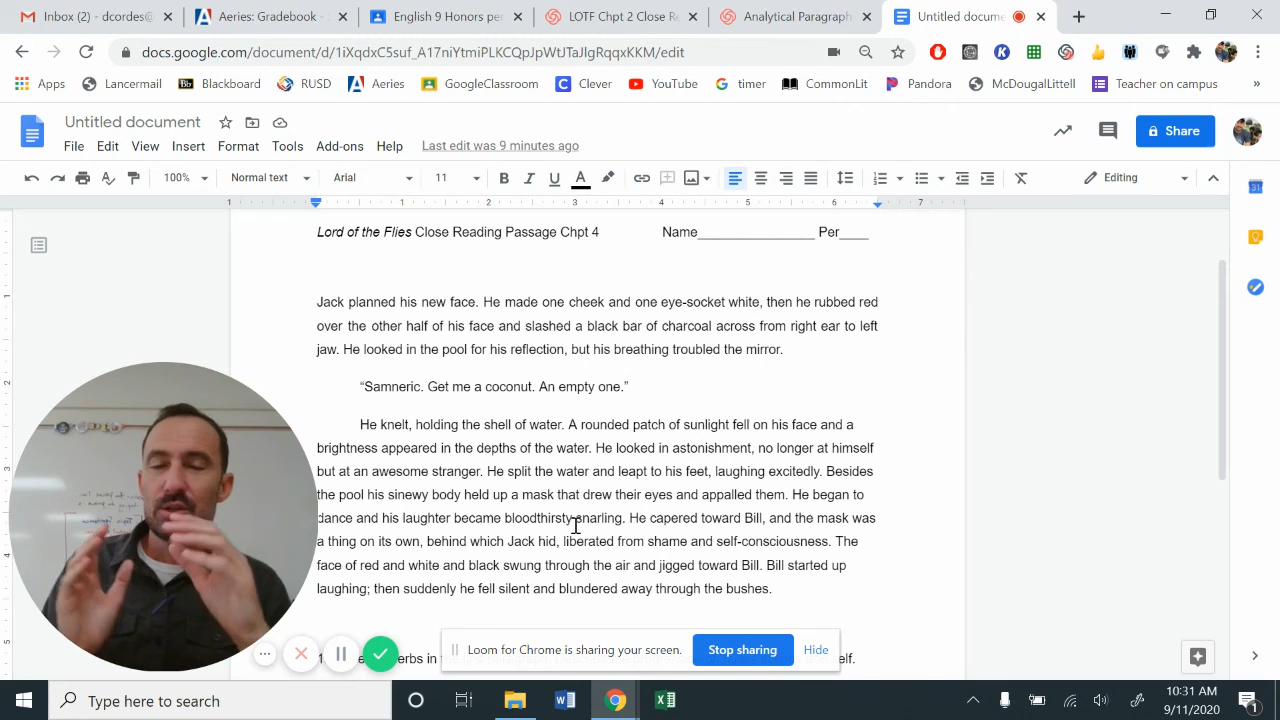 Inbox (2) - dcordes@
Aeries: Gradebook -
English 9 Honors per
LOTF Chpt 2 Close Re
Analytical Paragraph
Untitled docume
docs.google.com/document/d/1iXqdxC5suf_A17niYtmiPLKCQpJpWtTaJlgRqqxKKM/edit
Apps
Lancermail
Blackboard
RUSD
Aeries
GoogleClassroom
Clever
YouTube
timer
CommonLit
Pandora
McDougalLittell
Teacher on campus
»
Untitled document
Share
File Edit View Insert Format Tools Add-ons Help Last edit was 9 minutes ago
100% Normal text Arial 11 B I U A Editing
1 1 2 3 4 5 6 7
Lord of the Flies Close Reading Passage Chpt 4 Name________________ Per____
Jack planned his new face. He made one cheek and one eye-socket white, then he rubbed red
over the other half of his face and slashed a black bar of charcoal across from right ear to left
jaw. He looked in the pool for his reflection, but his breathing troubled the mirror.
“Samneric. Get me a coconut. An empty one.”
He knelt, holding the shell of water. A rounded patch of sunlight fell on his face and a
brightness appeared in the depths of the water. He looked in astonishment, no longer at himself
but at an awesome stranger. He split the water and leapt to his feet, laughing excitedly. Besides
the pool his sinewy body held up a mask that drew their eyes and appalled them. He began to
dance and his laughter became bloodthirsty snarling. He capered toward Bill, and the mask was
a thing on its own, behind which Jack hid, liberated from shame and self-consciousness. The
face of red and white and black swung through the air and jigged toward Bill. Bill started up
laughing; then suddenly he fell silent and blundered away through the bushes.
Loom for Chrome is sharing your screen. Stop sharing Hide
Type here to search
10:31 AM
9/11/2020